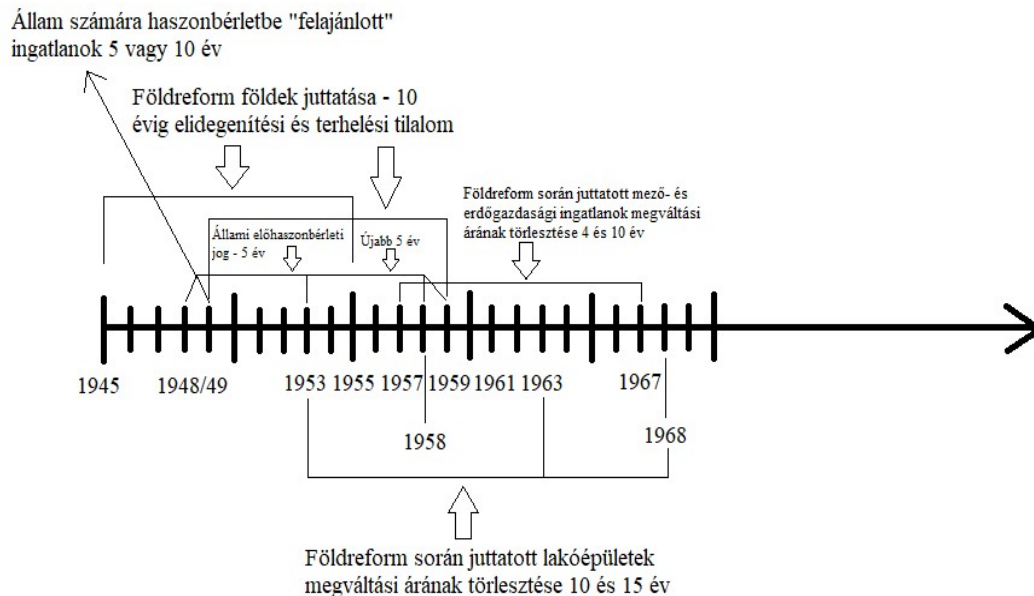 Állam számára haszonbérletbe "felajánlott"
ingatlanok 5 vagy 10 év
Földreform földek juttatása - 10
évig elidegenítési és terhelési tilalom
Földreform során juttatott mező- és
erdőgazdasági ingatlanok megváltási
árának törlesztése 4 és 10 év
Állami előhaszonbérleti
jog - 5 év
Újabb 5 év
1945
1948/49
1953
1955
1957
1959
1961
1963
1967
1958
1968
Földreform során juttatott lakóépületek
megváltási árának törlesztése 10 és 15 év